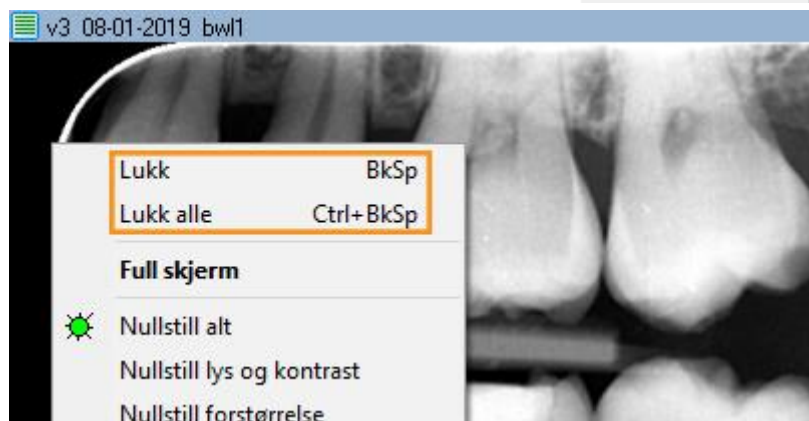 v3 08-01-2019 bwl1
Lukk BkSp
Lukk alle Ctrl+BkSp
Full skjerm
Nullstill alt
Nullstill lys og kontrast
Nullstill forstørrelse